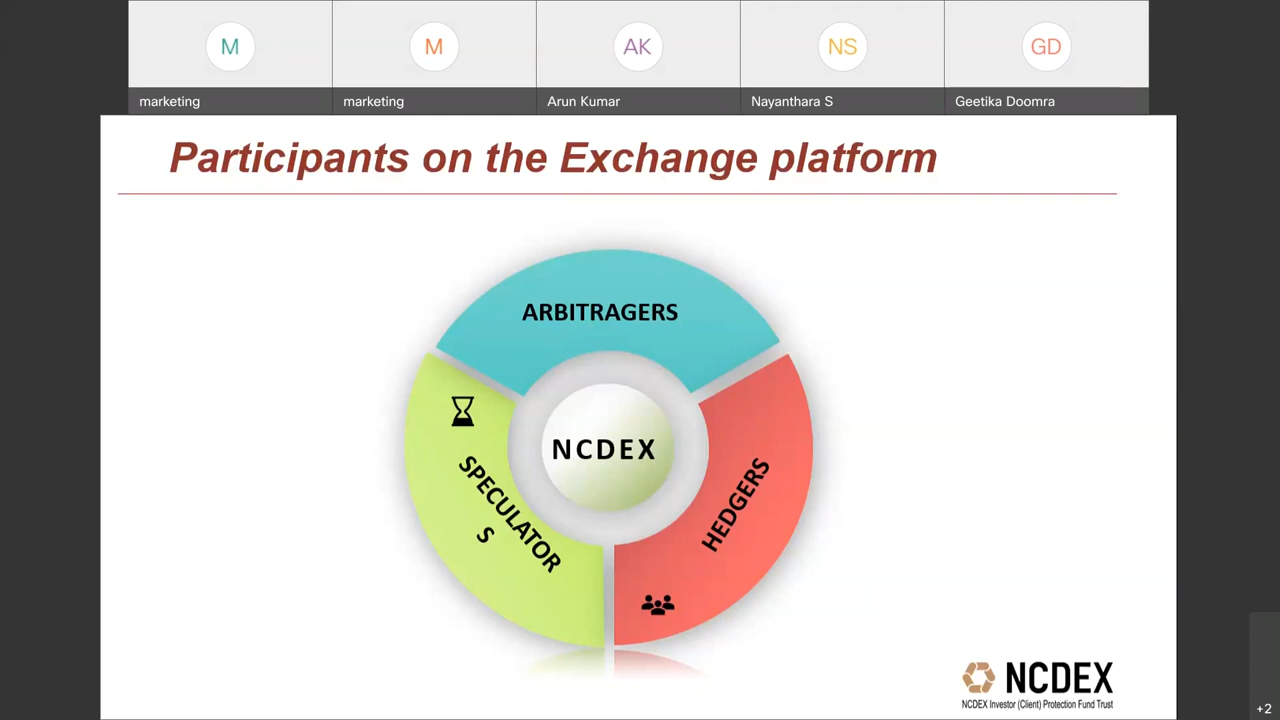 M
M
AK
NS
GD
marketing
marketing
Arun Kumar
Nayanthara S
Geetika Doomra
Participants on the Exchange platform
ARBITRAGERS
NCDEX
SPECULATOR
S
HEDGERS
NCDEX
NCDEX Investor (Client) Protection Fund Trust
+2